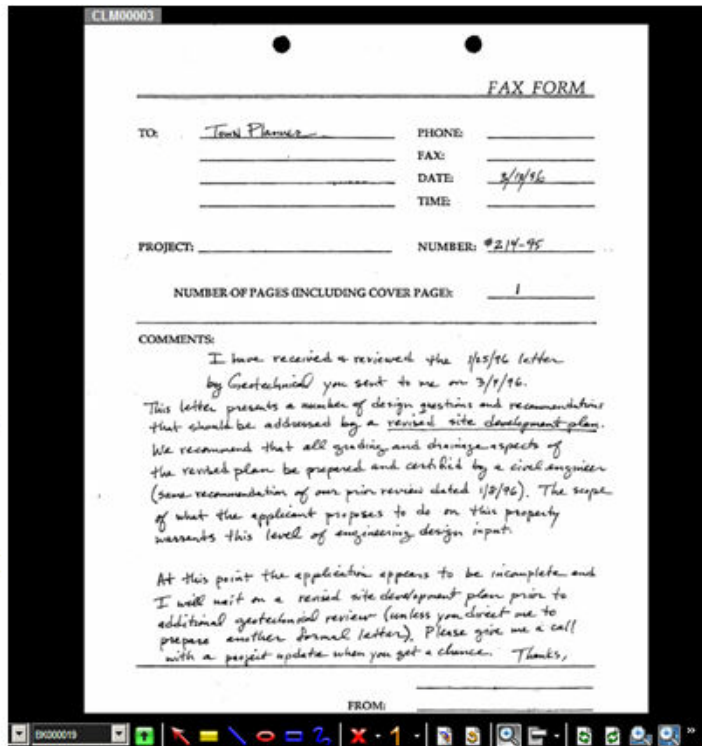 CLM00003
FAX FORM
TO: Town Planner
PHONE:
FAX:
DATE: 3/13/96
TIME:
PROJECT:
NUMBER: #214-95
NUMBER OF PAGES (INCLUDING COVER PAGE): 1
COMMENTS:
I have received & reviewed the 1/25/96 letter
by Geotechnical you sent to me on 3/4/96.
This letter presents a number of design questions and recommendations
that should be addressed by a revised site development plan.
We recommend that all grading and drainage aspects of
the revised plan be prepared and certified by a civil engineer
(same recommendation of our prior review dated 1/8/96). The scope
of what the applicant proposes to do on this property
warrants this level of engineering design input.
At this point the application appears to be incomplete and
I will wait on a revised site development plan prior to
additional geotechnical review (unless you direct me to
prepare another formal letter). Please give me a call
with a project update when you get a chance. Thanks,
FROM:
BK000019